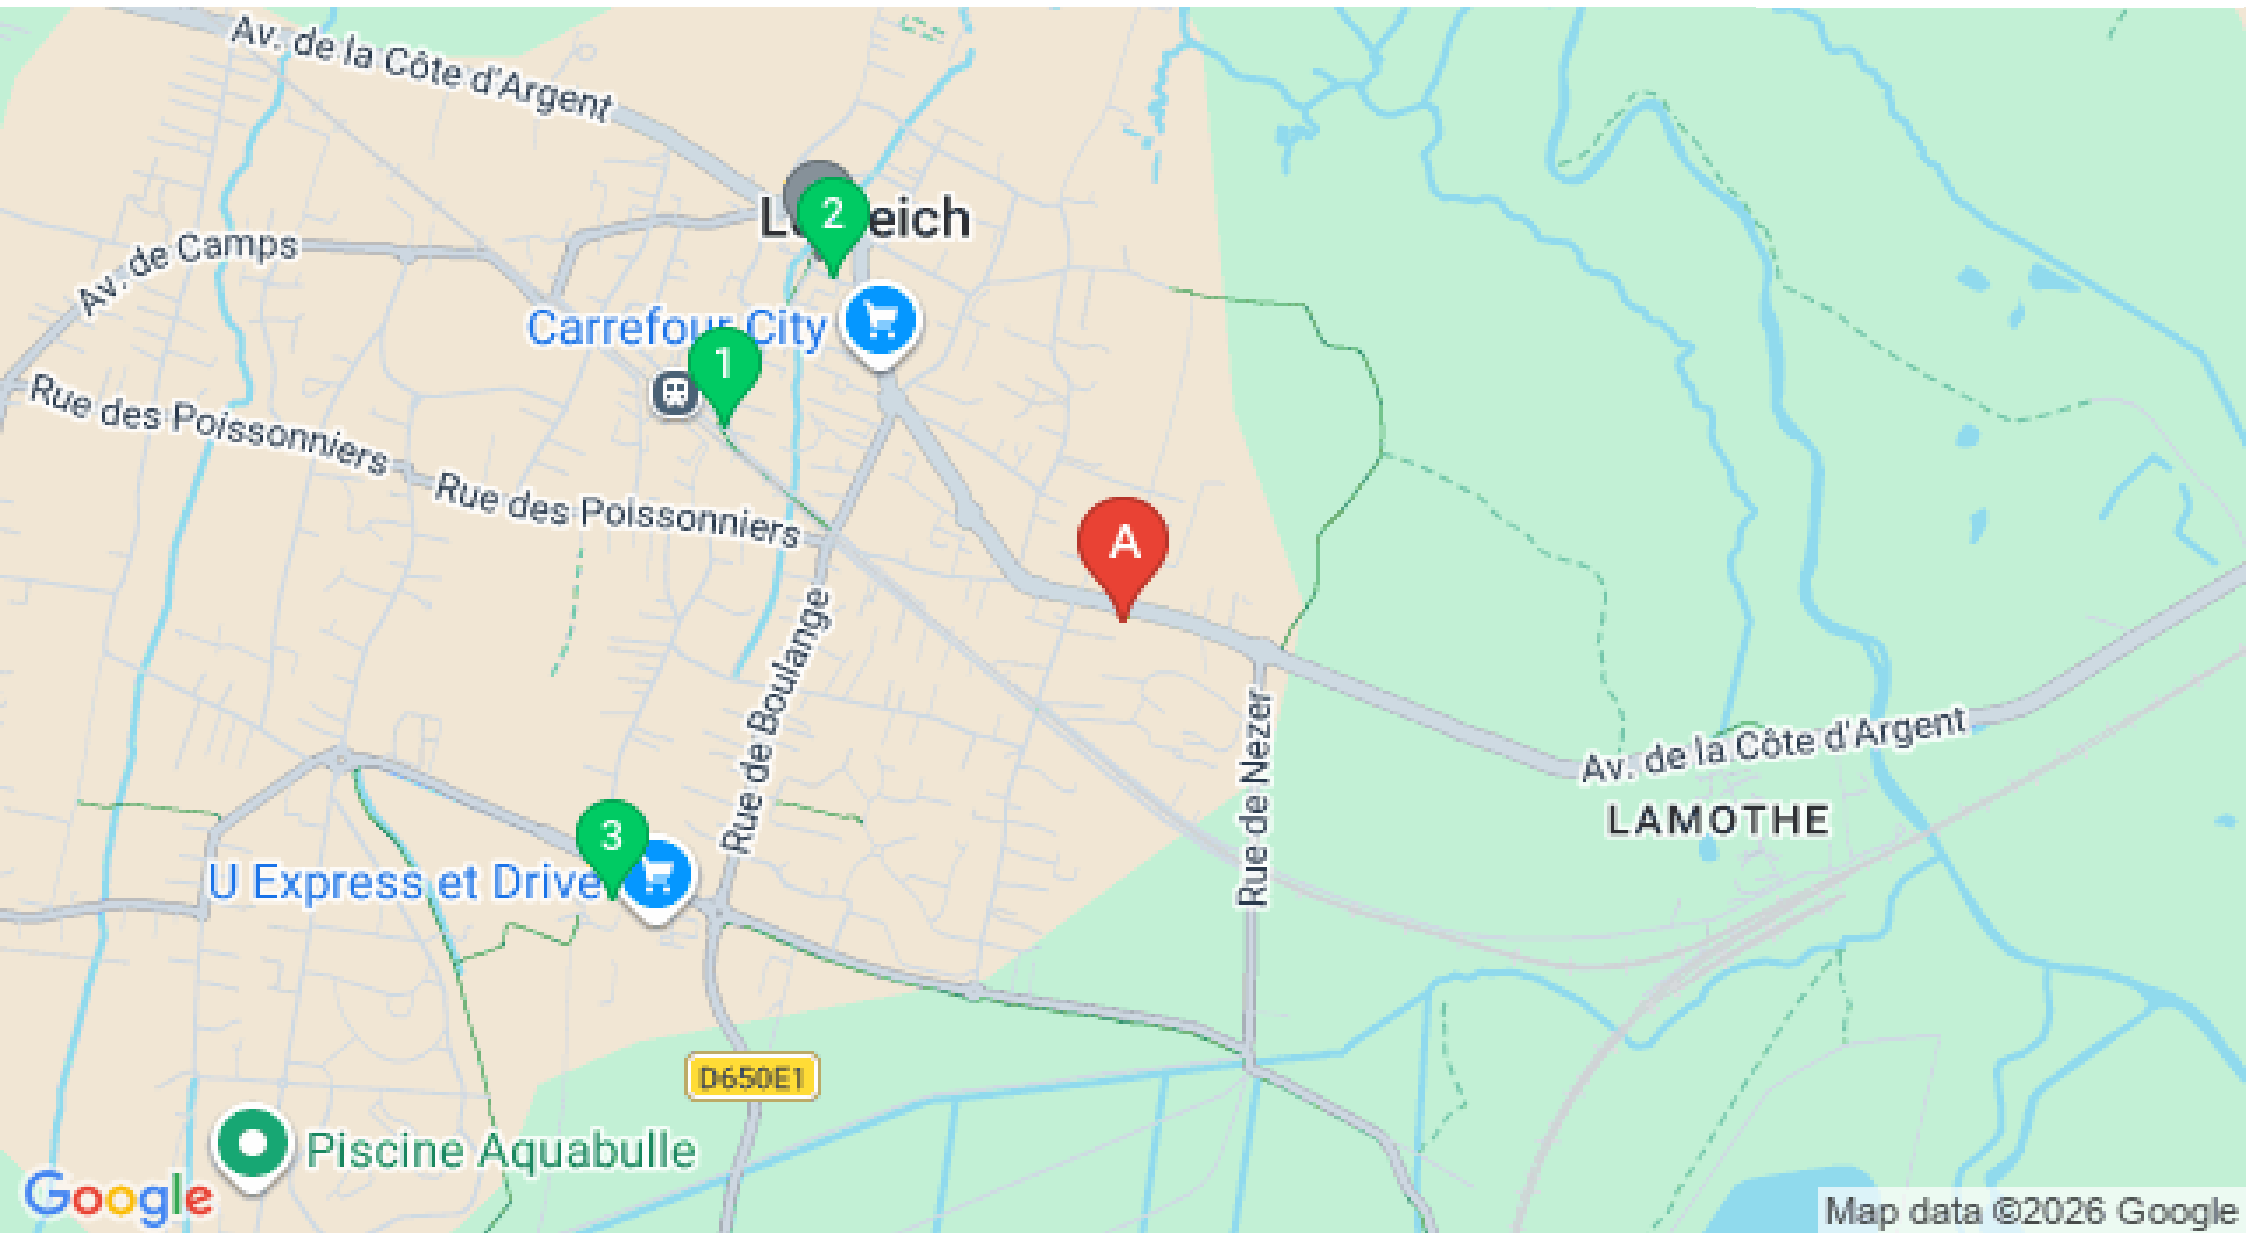 Av. de la Côte d'Argent
2
L eich
Av. de Camps
Carrefour City
1
Rue des Poissonniers
Rue des Poissonniers
A
Rue de Boulange
Rue de Nezer
Av. de la Côte d'Argent
LAMOTHE
3
U Express et Drive
D650E1
Piscine Aquabulle
Google
Map data ©2026 Google